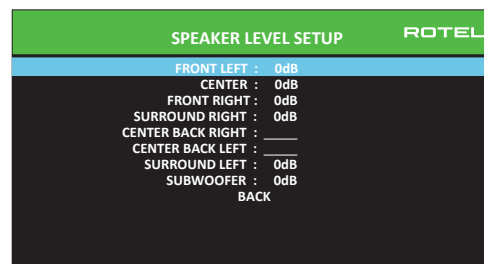 SPEAKER LEVEL SETUP
ROTEL
FRONT LEFT : 0dB
CENTER : 0dB
FRONT RIGHT : 0dB
SURROUND RIGHT : 0dB
CENTER BACK RIGHT : _____
CENTER BACK LEFT : _____
SURROUND LEFT : 0dB
SUBWOOFER : 0dB
BACK